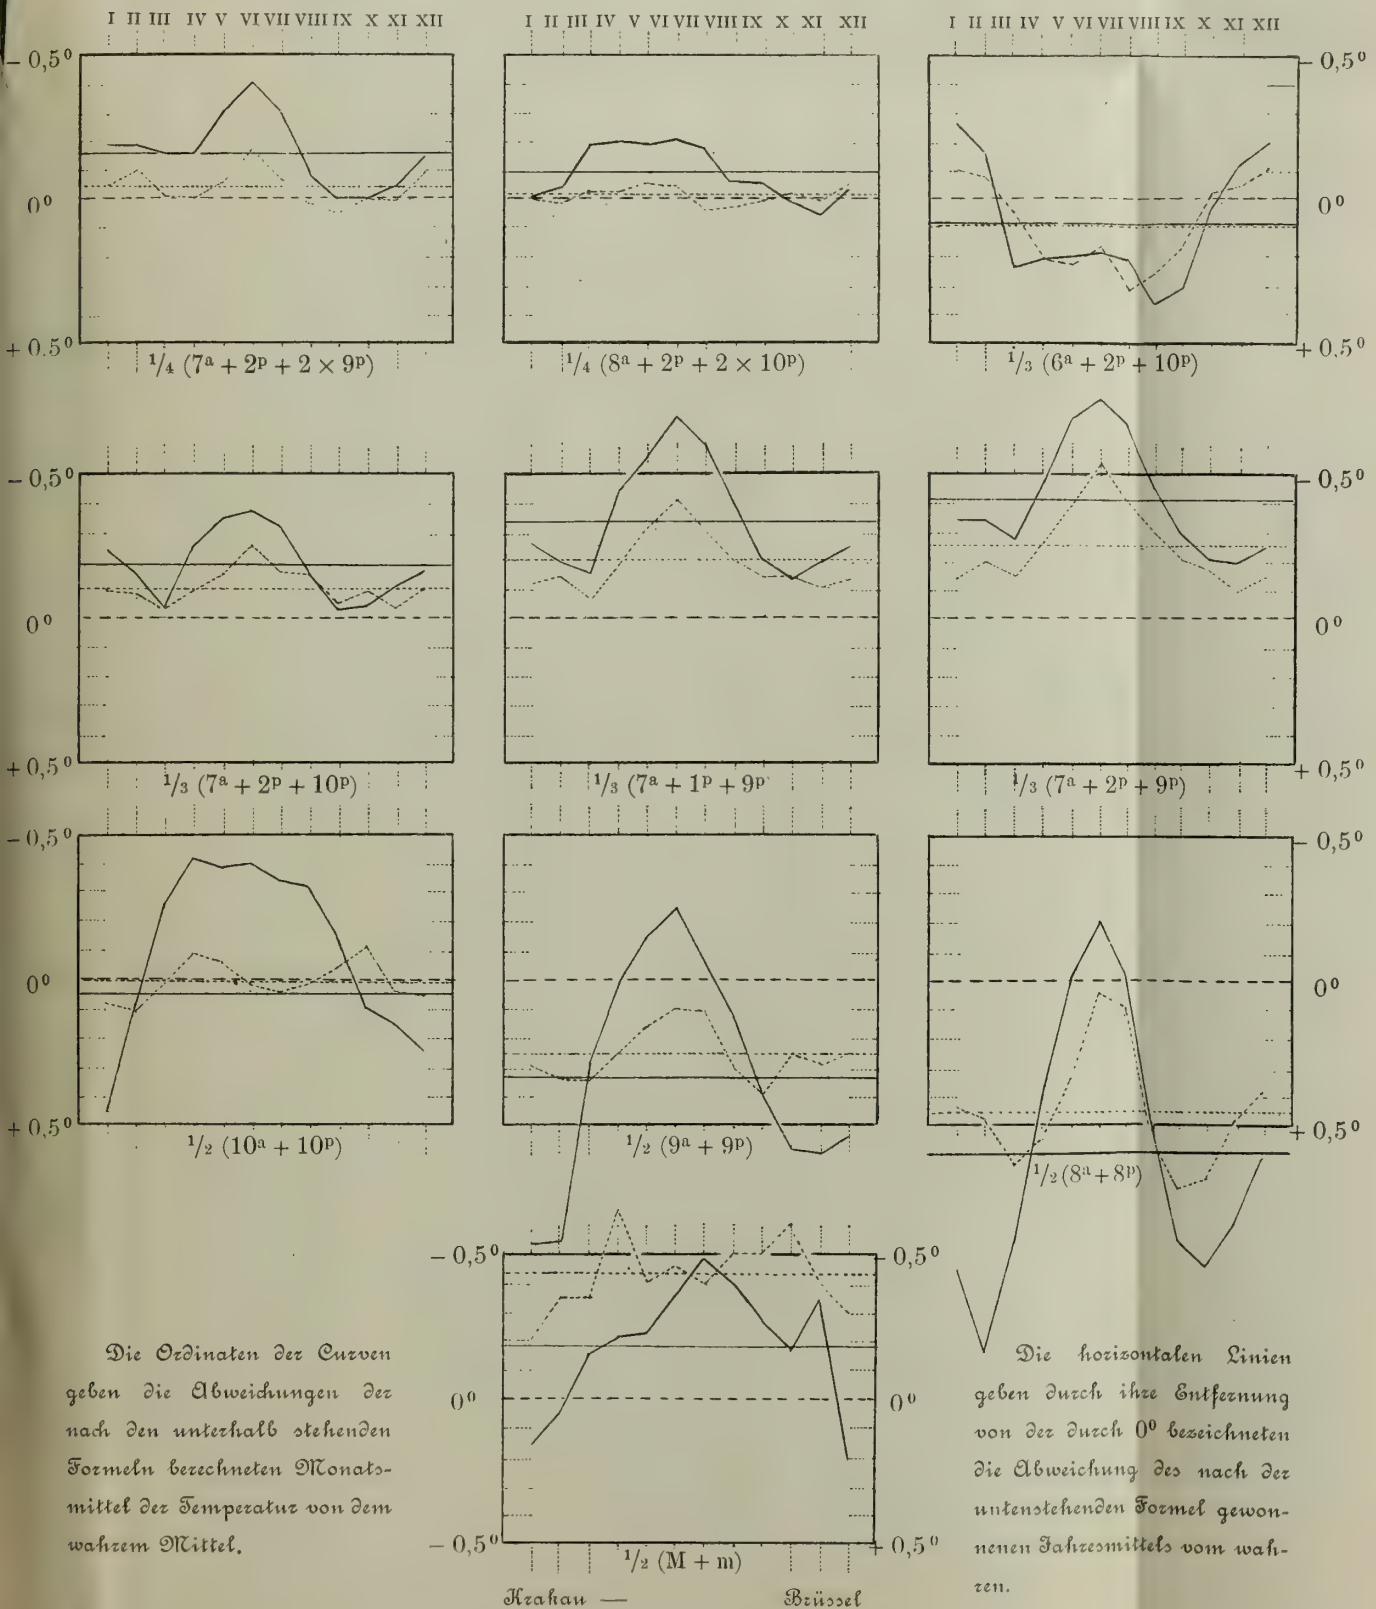 I II III IV V VI VII VIII IX X XI XII
I II III IV V VI VII VIII IX X XI XII
I II III IV V VI VII VIII IX X XI XII
– 0,5⁰
– 0,5⁰
0⁰
0⁰
+ 0.5⁰
+ 0,5⁰
¹/₄ (7ᵃ + 2ᵖ + 2 × 9ᵖ)
¹/₄ (8ᵃ + 2ᵖ + 2 × 10ᵖ)
¹/₃ (6ᵃ + 2ᵖ + 10ᵖ)
– 0,5⁰
– 0,5⁰
0⁰
0⁰
+ 0,5⁰
+ 0,5⁰
¹/₃ (7ᵃ + 2ᵖ + 10ᵖ)
¹/₃ (7ᵃ + 1ᵖ + 9ᵖ
¹/₃ (7ᵃ + 2ᵖ + 9ᵖ)
– 0,5⁰
– 0,5⁰
0⁰
0⁰
+ 0,5⁰
+ 0,5⁰
¹/₂ (10ᵃ + 10ᵖ)
¹/₂ (9ᵃ + 9ᵖ)
¹/₂ (8ᵃ + 8ᵖ)
– 0,5⁰
– 0,5⁰
0⁰
0⁰
– 0,5⁰
+ 0,5⁰
¹/₂ (M + m)
Krakau —
Brüssel
Die Ordinaten der Curven
geben die Abweichungen der
nach den unterhalb stehenden
Formeln berechneten Monats-
mittel der Temperatur von dem
wahrem Mittel.
Die horizontalen Linien
geben durch ihre Entfernung
von der durch 0⁰ bezeichneten
die Abweichung des nach der
untenstehenden Formel gewon-
nenen Jahresmittels vom wah-
ren.